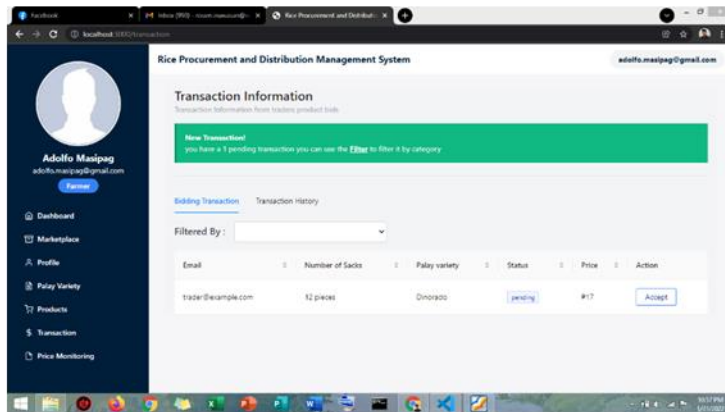 Facebook
Rice Procurement and Distributi
localhost:3000/transaction
Rice Procurement and Distribution Management System
adolfo.masipag@gmail.com
Adolfo Masipag
adolfo.masipag@gmail.com
Farmer
Dashboard
Marketplace
Profile
Palay Variety
Products
Transaction
Price Monitoring
Transaction Information
Transaction Information from traders product bids
New Transaction!
you have a 1 pending transaction you can use the Filter to filter it by category
Bidding Transaction Transaction History
Filtered By :
Email Number of Sacks Palay variety Status Price Action
trader@example.com 12 pieces Dinorado pending ₱17 Accept
10:57 PM